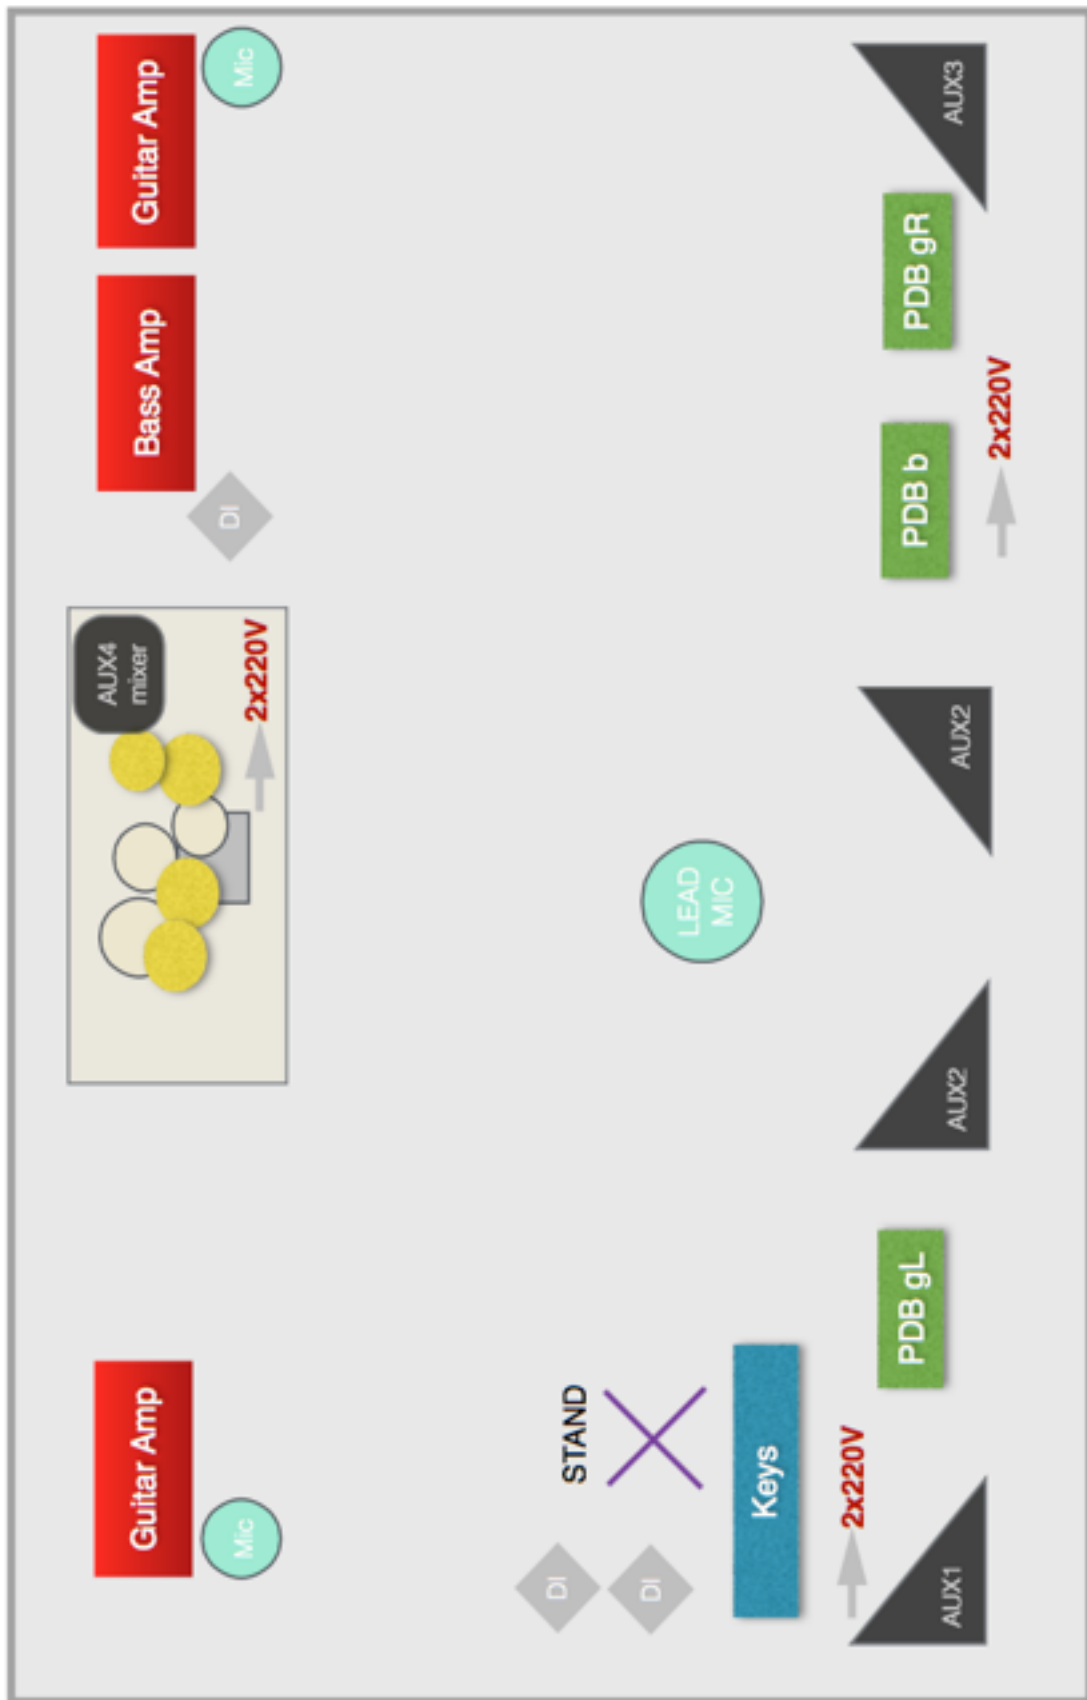 Guitar Amp
Mic
AUX4
mixer
2x220V
Bass Amp
DI
Guitar Amp
Mic
STAND
DI
DI
Keys
LEAD
MIC
2x220V
AUX1
PDB gL
AUX2
AUX2
PDB b
2x220V
PDB gR
AUX3